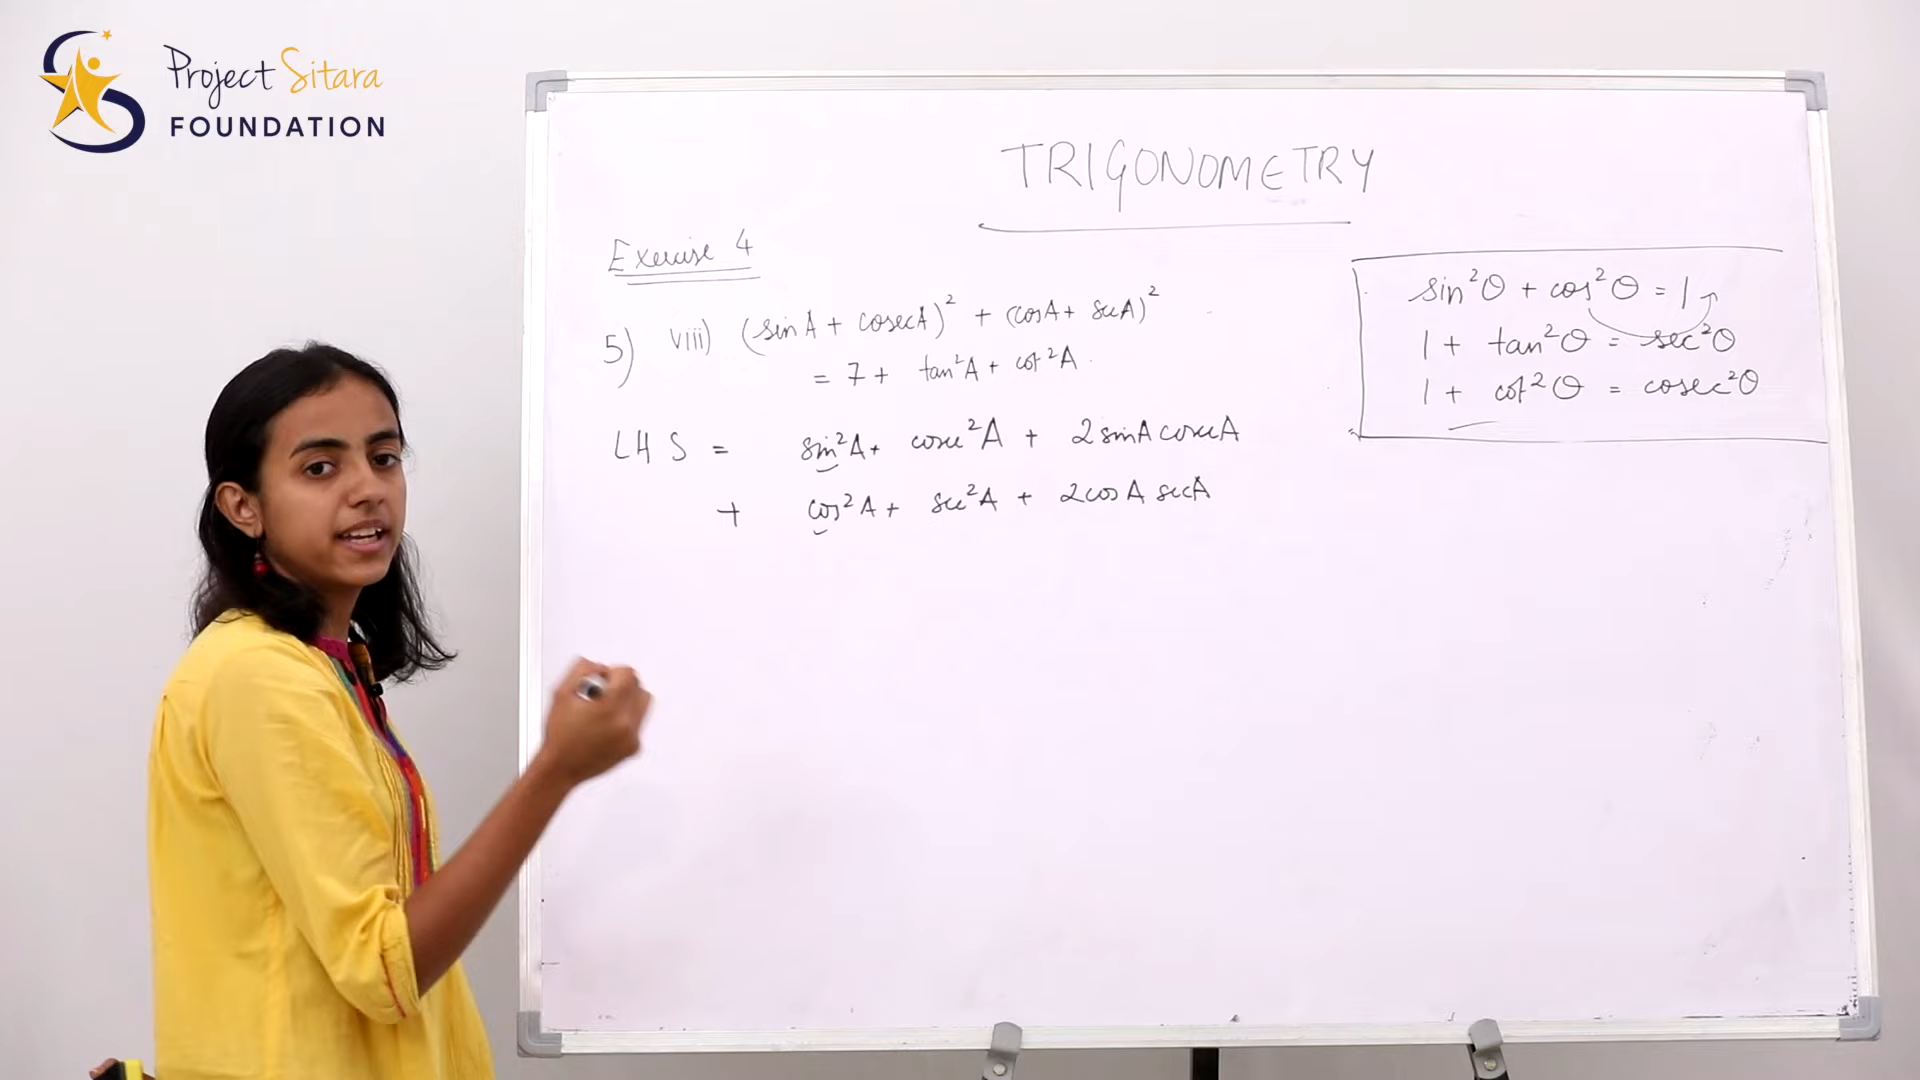 Project Sitara
FOUNDATION
TRIGONOMETRY
Exercise 4
5) viii) (sin A + cosecA)² + (cosA + secA)²
= 7 + tan²A + cot²A
LHS = sin²A + cosec²A + 2 sinA cosecA
+ cos²A + sec²A + 2cosA secA
sin²θ + cos²θ = 1
1 + tan²θ = sec²θ
1 + cot²θ = cosec²θ